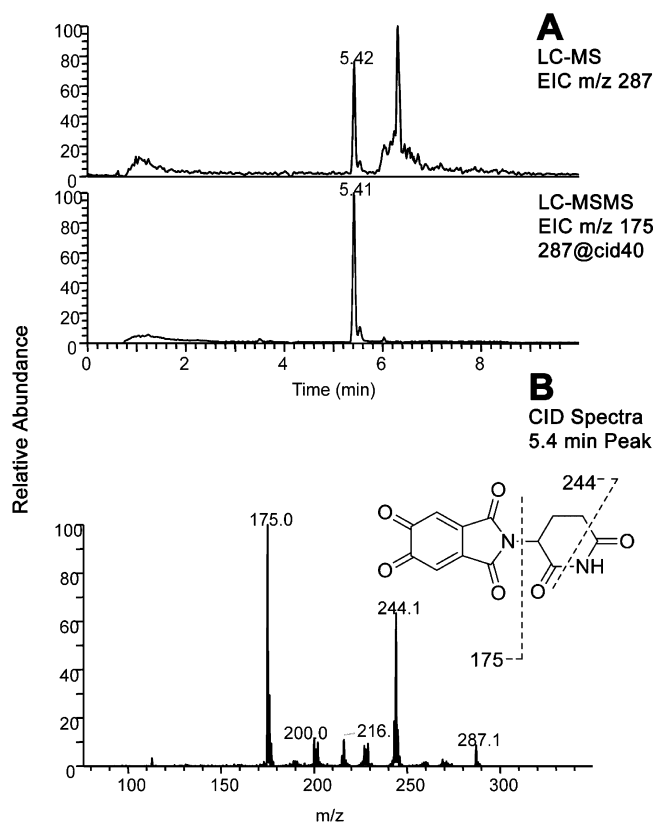 A
LC-MS
EIC m/z 287
100
80
60
40
20
0
5.42
LC-MSMS
EIC m/z 175
287@cid40
100
80
60
40
20
0
5.41
0 2 4 6 8
Time (min)
Relative Abundance
B
CID Spectra
5.4 min Peak
244
O
O
O
O
N
O
NH
O
O
175
100
80
60
40
20
0
175.0
244.1
200.0
216.
287.1
100 150 200 250 300
m/z